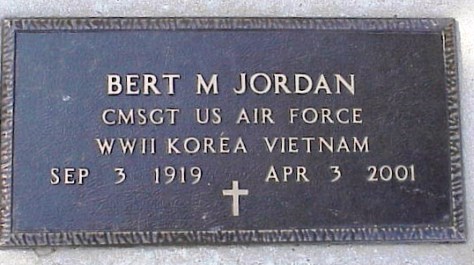 BERT M JORDAN
CMSGT US AIR FORCE
WWII KOREA VIETNAM
SEP 3 1919 APR 3 2001